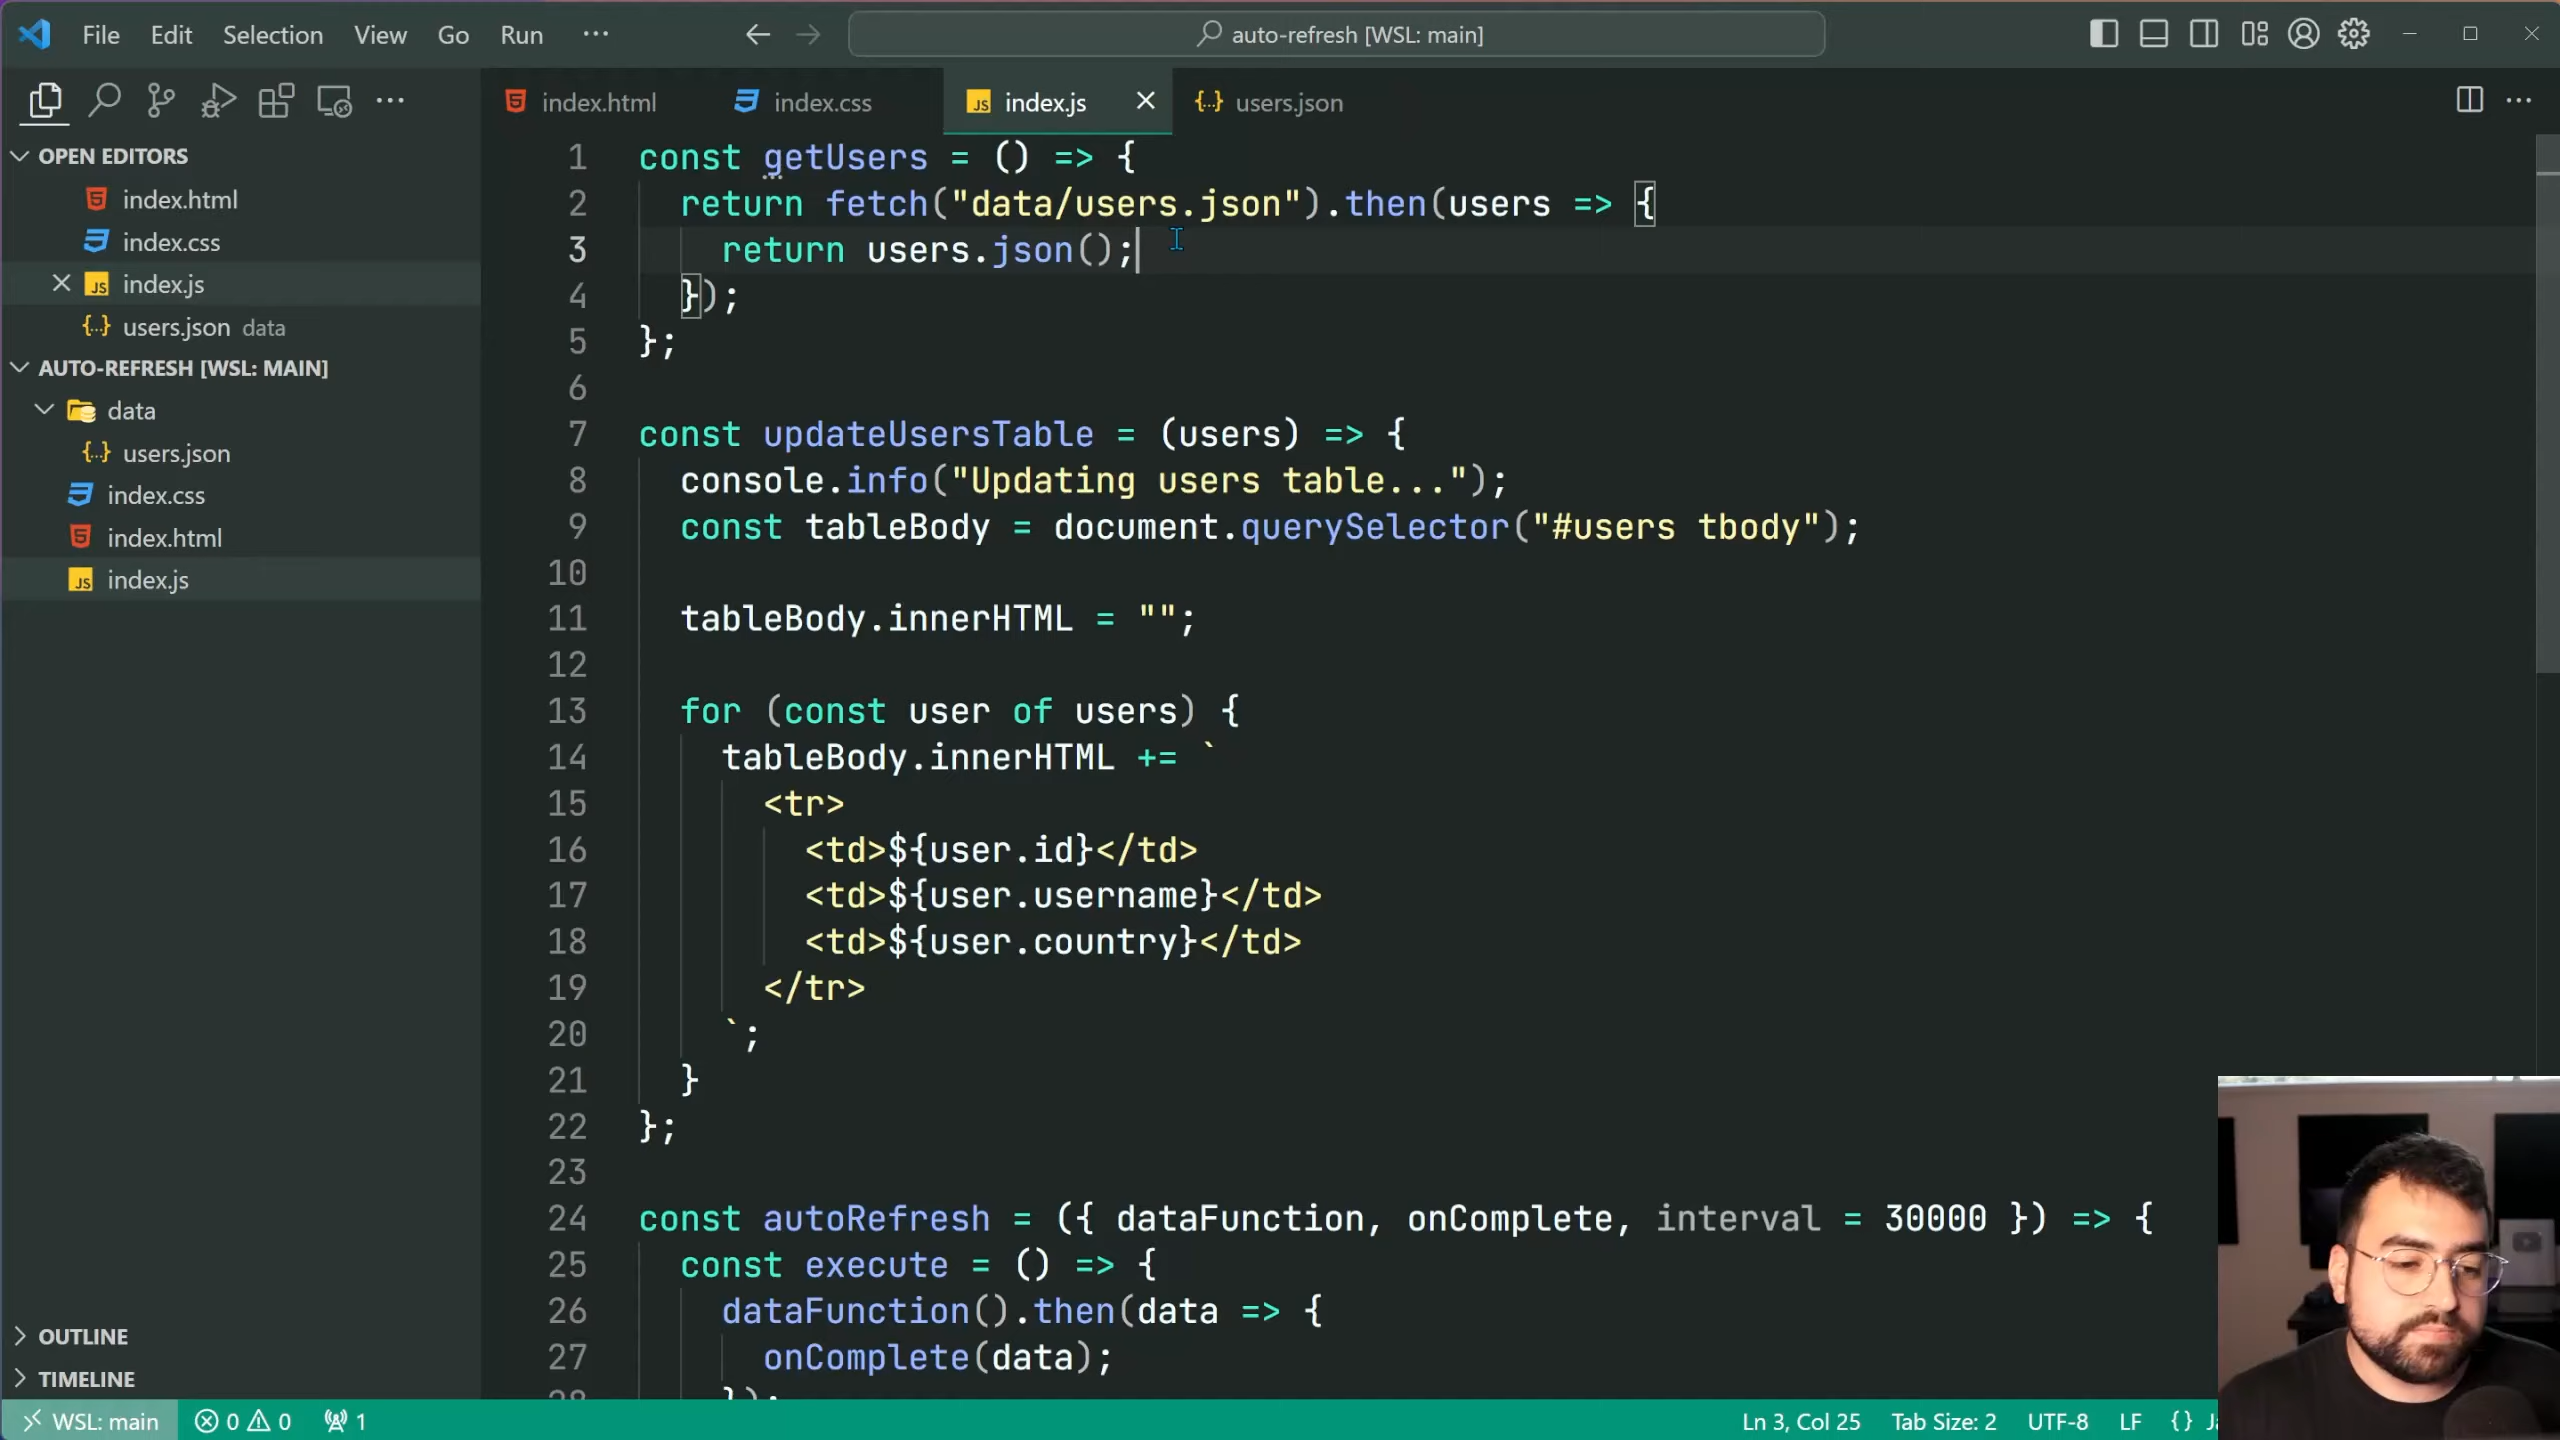 File Edit Selection View Go Run ··· auto-refresh [WSL: main]
index.html index.css index.js users.json
OPEN EDITORS
index.html
index.css
index.js
users.json data
AUTO-REFRESH [WSL: MAIN]
data
users.json
index.css
index.html
index.js
OUTLINE
TIMELINE
1 const getUsers = () => {
2 return fetch("data/users.json").then(users => {
3 return users.json();
4 });
5 };
6
7 const updateUsersTable = (users) => {
8 console.info("Updating users table...");
9 const tableBody = document.querySelector("#users tbody");
10
11 tableBody.innerHTML = "";
12
13 for (const user of users) {
14 tableBody.innerHTML += `
15 <tr>
16 <td>${user.id}</td>
17 <td>${user.username}</td>
18 <td>${user.country}</td>
19 </tr>
20 `;
21 }
22 };
23
24 const autoRefresh = ({ dataFunction, onComplete, interval = 30000 }) => {
25 const execute = () => {
26 dataFunction().then(data => {
27 onComplete(data);
28 });
WSL: main 0 0 1 Ln 3, Col 25 Tab Size: 2 UTF-8 LF {}